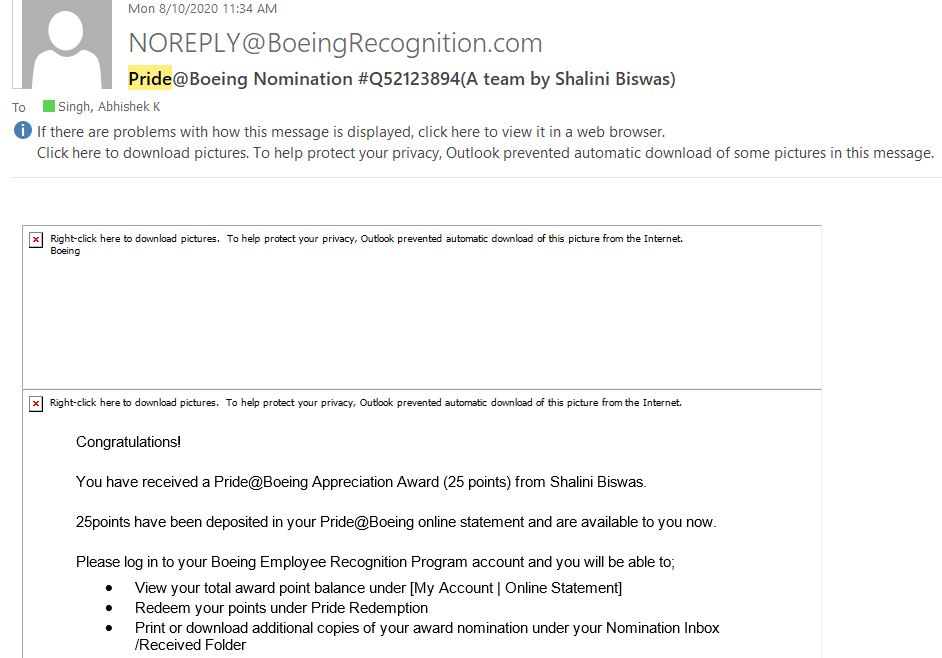 Mon 8/10/2020 11:34 AM
NOREPLY@BoeingRecognition.com
Pride@Boeing Nomination #Q52123894(A team by Shalini Biswas)
To Singh, Abhishek K
If there are problems with how this message is displayed, click here to view it in a web browser.
Click here to download pictures. To help protect your privacy, Outlook prevented automatic download of some pictures in this message.
Right-click here to download pictures. To help protect your privacy, Outlook prevented automatic download of this picture from the Internet.
Boeing
Right-click here to download pictures. To help protect your privacy, Outlook prevented automatic download of this picture from the Internet.
Congratulations!
You have received a Pride@Boeing Appreciation Award (25 points) from Shalini Biswas.
25points have been deposited in your Pride@Boeing online statement and are available to you now.
Please log in to your Boeing Employee Recognition Program account and you will be able to;
• View your total award point balance under [My Account | Online Statement]
• Redeem your points under Pride Redemption
• Print or download additional copies of your award nomination under your Nomination Inbox
/Received Folder